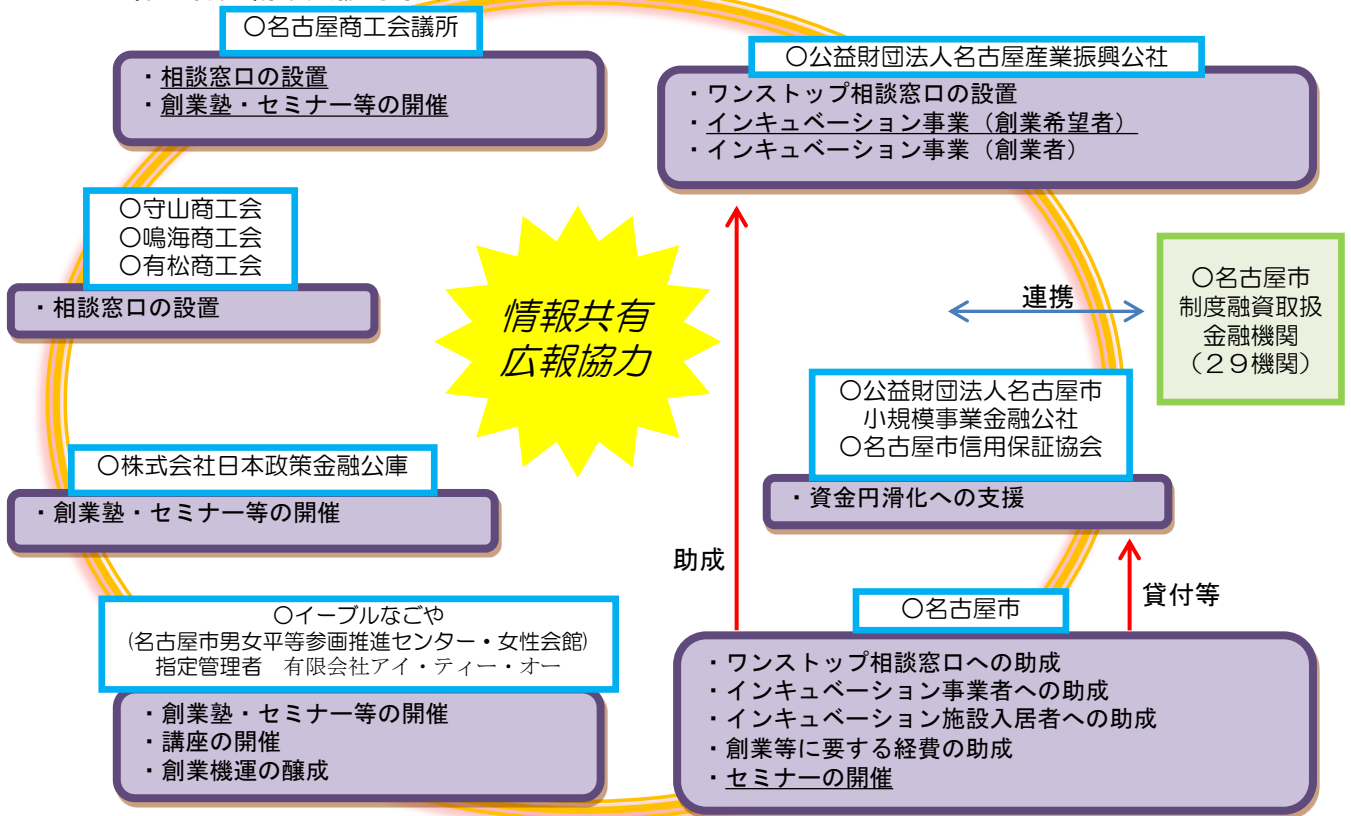 〇名古屋商工会議所
・相談窓口の設置
・創業塾・セミナー等の開催
〇公益財団法人名古屋産業振興公社
・ワンストップ相談窓口の設置
・インキュベーション事業（創業希望者）
・インキュベーション事業（創業者）
〇守山商工会
〇鳴海商工会
〇有松商工会
・相談窓口の設置
情報共有
広報協力
連携
〇名古屋市
制度融資取扱
金融機関
（２９機関）
〇公益財団法人名古屋市
小規模事業金融公社
〇名古屋市信用保証協会
・資金円滑化への支援
〇株式会社日本政策金融公庫
・創業塾・セミナー等の開催
助成
貸付等
〇イーブルなごや
(名古屋市男女平等参画推進センター・女性会館)
指定管理者　有限会社アイ・ティー・オー
・創業塾・セミナー等の開催
・講座の開催
・創業機運の醸成
〇名古屋市
・ワンストップ相談窓口への助成
・インキュベーション事業者への助成
・インキュベーション施設入居者への助成
・創業等に要する経費の助成
・セミナーの開催